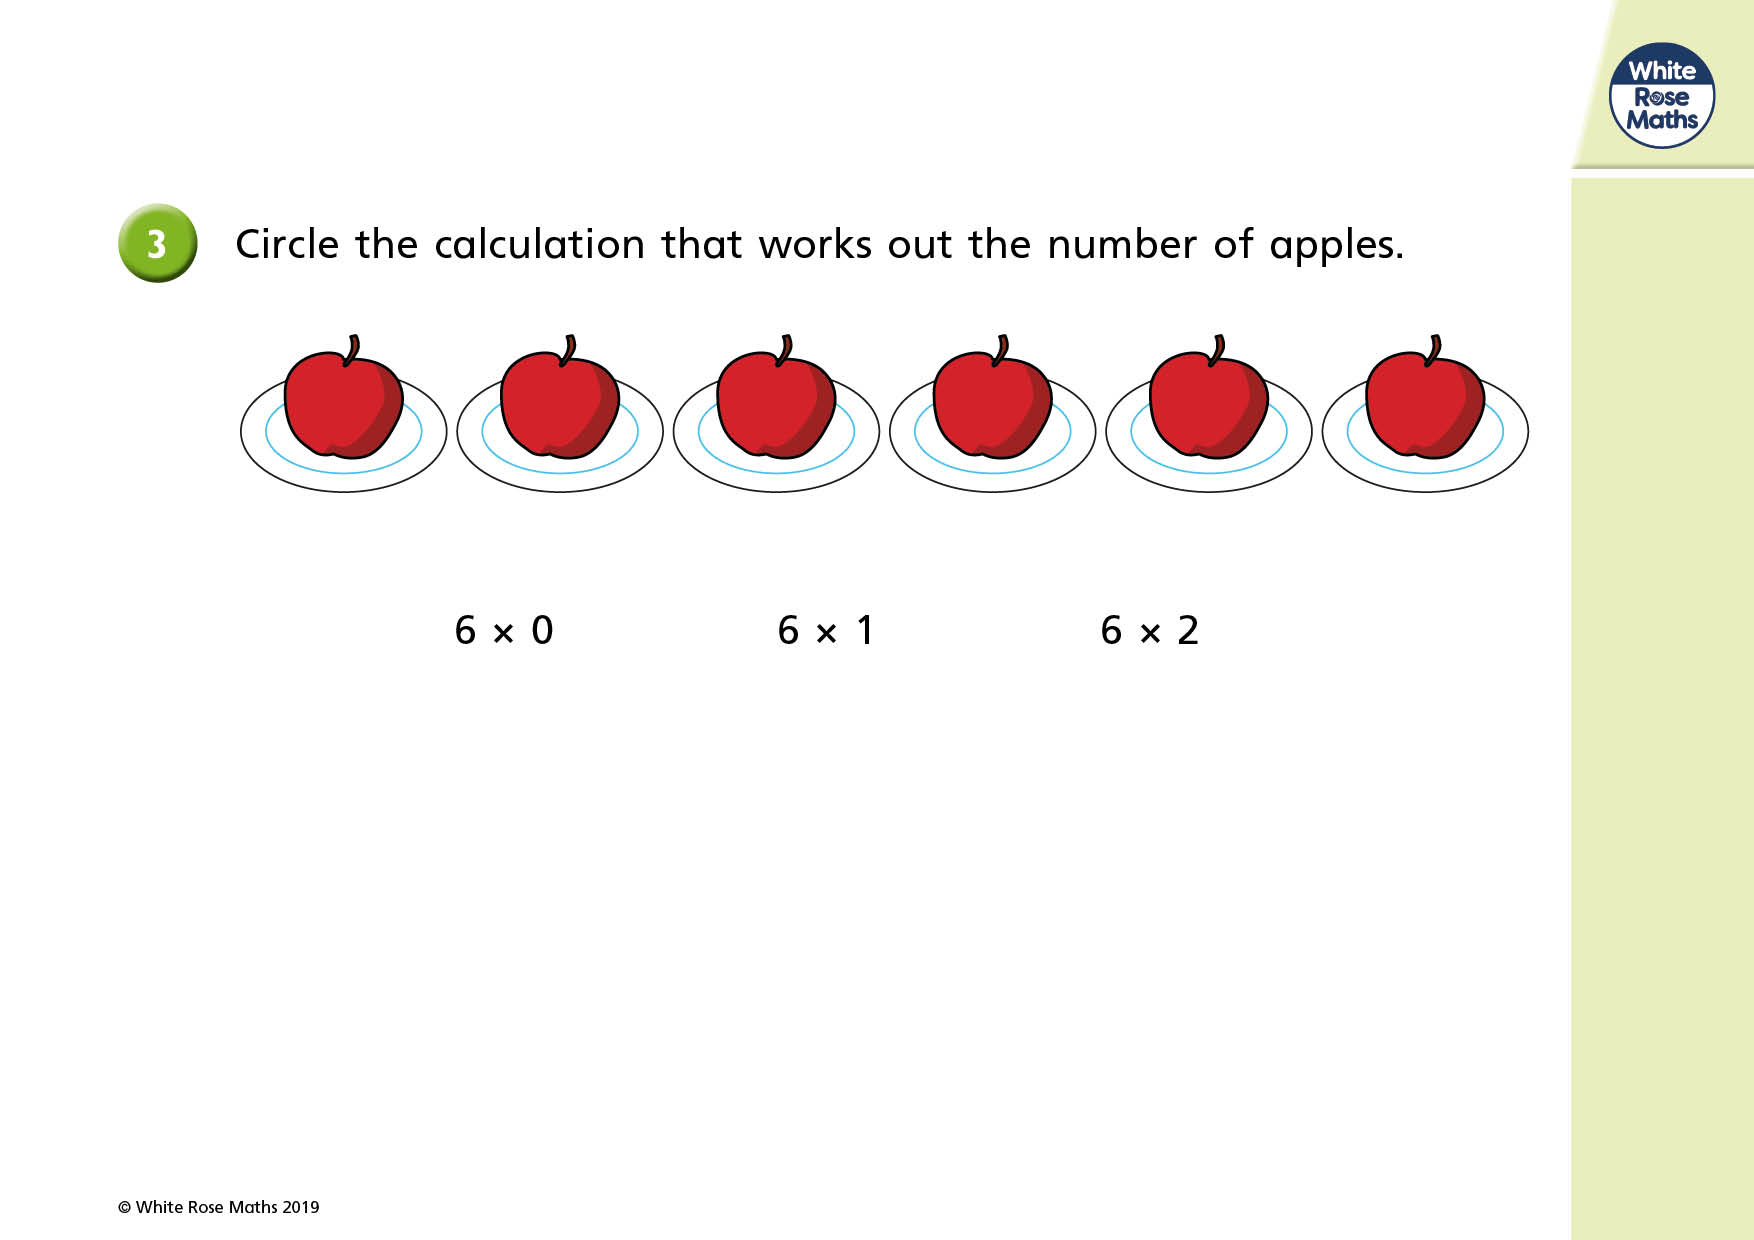 White
Rose
Maths
3 Circle the calculation that works out the number of apples.
6 × 0 6 × 1 6 × 2
© White Rose Maths 2019